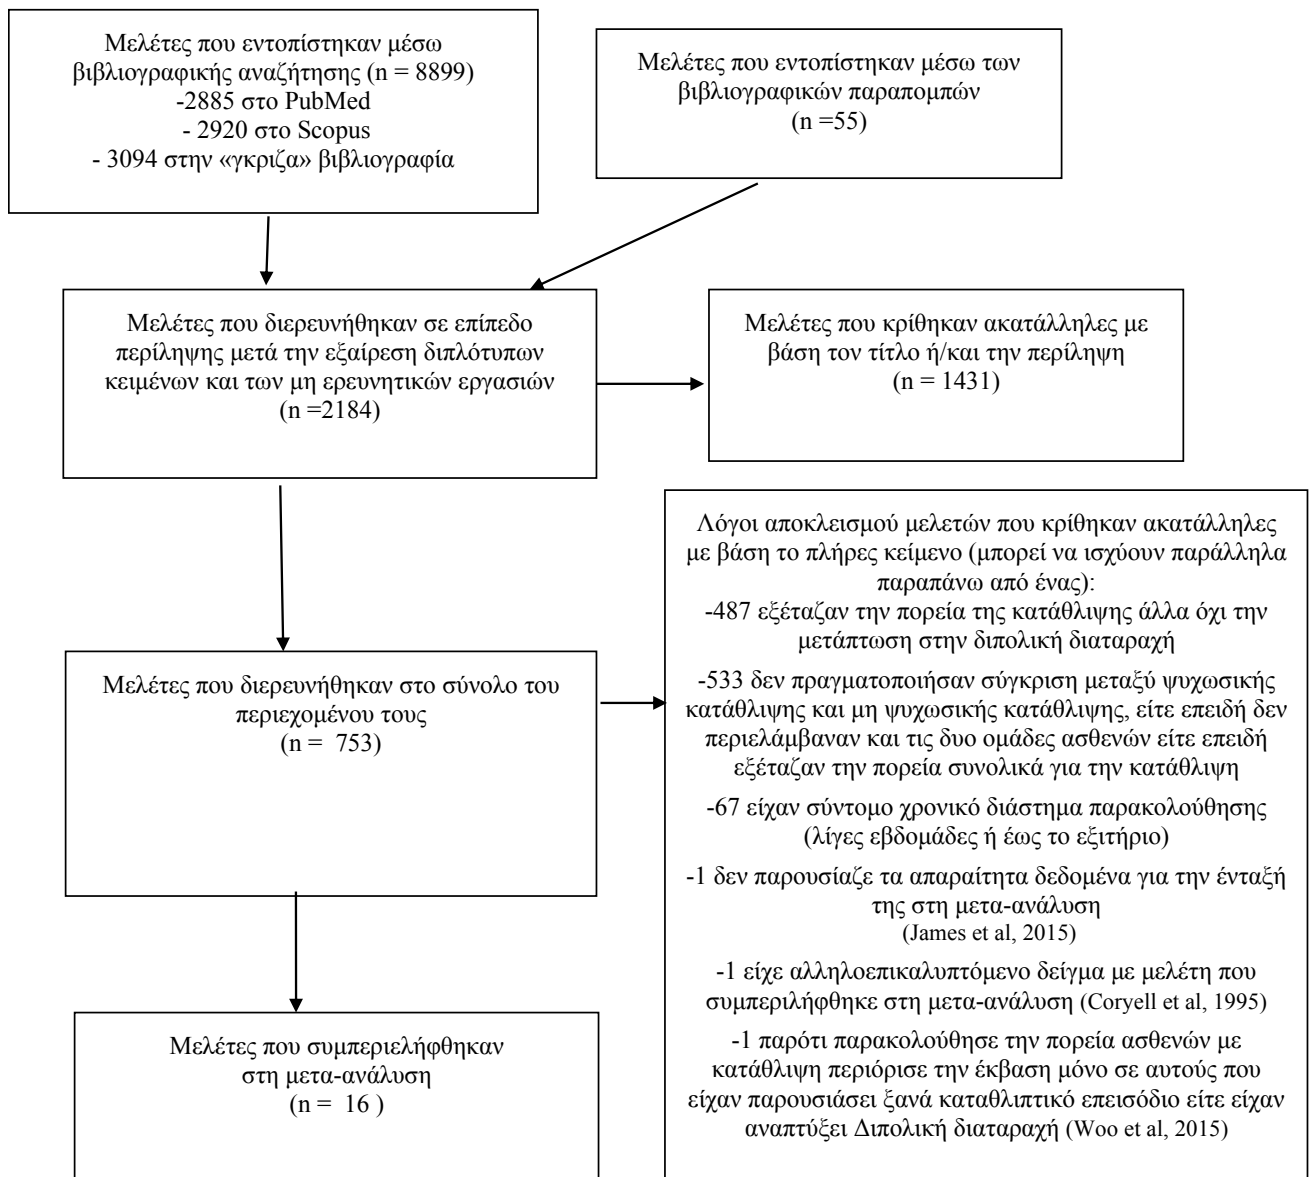 Μελέτες που εντοπίστηκαν μέσω
βιβλιογραφικής αναζήτησης (n = 8899)
-2885 στο PubMed
- 2920 στο Scopus
- 3094 στην «γκριζα» βιβλιογραφία
Μελέτες που εντοπίστηκαν μέσω των
βιβλιογραφικών παραπομπών
(n =55)
Μελέτες που διερευνήθηκαν σε επίπεδο
περίληψης μετά την εξαίρεση διπλότυπων
κειμένων και των μη ερευνητικών εργασιών
(n =2184)
Μελέτες που κρίθηκαν ακατάλληλες με
βάση τον τίτλο ή/και την περίληψη
(n = 1431)
Μελέτες που διερευνήθηκαν στο σύνολο του
περιεχομένου τους
(n = 753)
Λόγοι αποκλεισμού μελετών που κρίθηκαν ακατάλληλες
με βάση το πλήρες κείμενο (μπορεί να ισχύουν παράλληλα
παραπάνω από ένας):
-487 εξέταζαν την πορεία της κατάθλιψης άλλα όχι την
μετάπτωση στην διπολική διαταραχή
-533 δεν πραγματοποιήσαν σύγκριση μεταξύ ψυχωσικής
κατάθλιψης και μη ψυχωσικής κατάθλιψης, είτε επειδή δεν
περιελάμβαναν και τις δυο ομάδες ασθενών είτε επειδή
εξέταζαν την πορεία συνολικά για την κατάθλιψη
-67 είχαν σύντομο χρονικό διάστημα παρακολούθησης
(λίγες εβδομάδες ή έως το εξιτήριο)
-1 δεν παρουσίαζε τα απαραίτητα δεδομένα για την ένταξή
της στη μετα-ανάλυση
(James et al, 2015)
-1 είχε αλληλοεπικαλυπτόμενο δείγμα με μελέτη που
συμπεριλήφθηκε στη μετα-ανάλυση (Coryell et al, 1995)
-1 παρότι παρακολούθησε την πορεία ασθενών με
κατάθλιψη περιόρισε την έκβαση μόνο σε αυτούς που
είχαν παρουσιάσει ξανά καταθλιπτικό επεισόδιο είτε είχαν
αναπτύξει Διπολική διαταραχή (Woo et al, 2015)
Μελέτες που συμπεριελήφθηκαν
στη μετα-ανάλυση
(n = 16 )